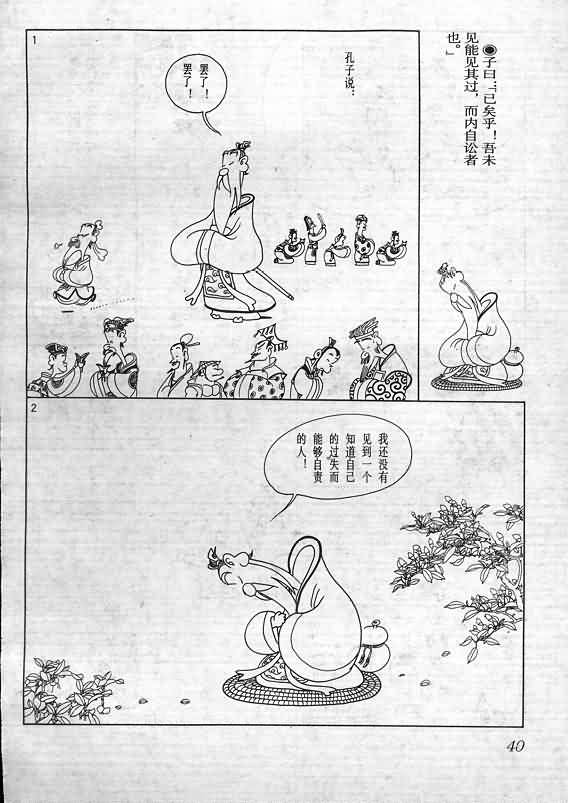 ●子曰：“已矣乎！吾未
见能见其过，而内自讼者
也。”
1
孔子说：
罢了！
罢了！
2
我还没有
见到一个
知道自己
的过失而
能够自责
的人！
40